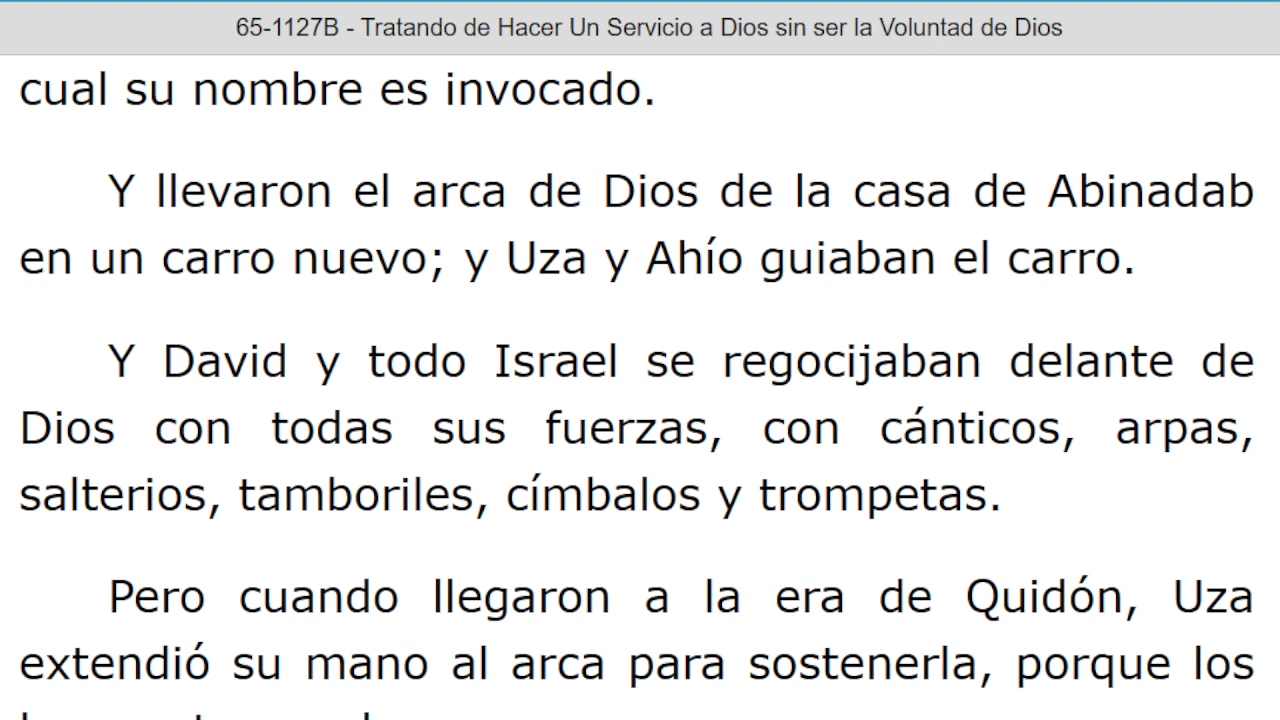 65-1127B - Tratando de Hacer Un Servicio a Dios sin ser la Voluntad de Dios
cual su nombre es invocado.
Y llevaron el arca de Dios de la casa de Abinadab
en un carro nuevo; y Uza y Ahío guiaban el carro.
Y David y todo Israel se regocijaban delante de
Dios con todas sus fuerzas, con cánticos, arpas,
salterios, tamboriles, címbalos y trompetas.
Pero cuando llegaron a la era de Quidón, Uza
extendió su mano al arca para sostenerla, porque los